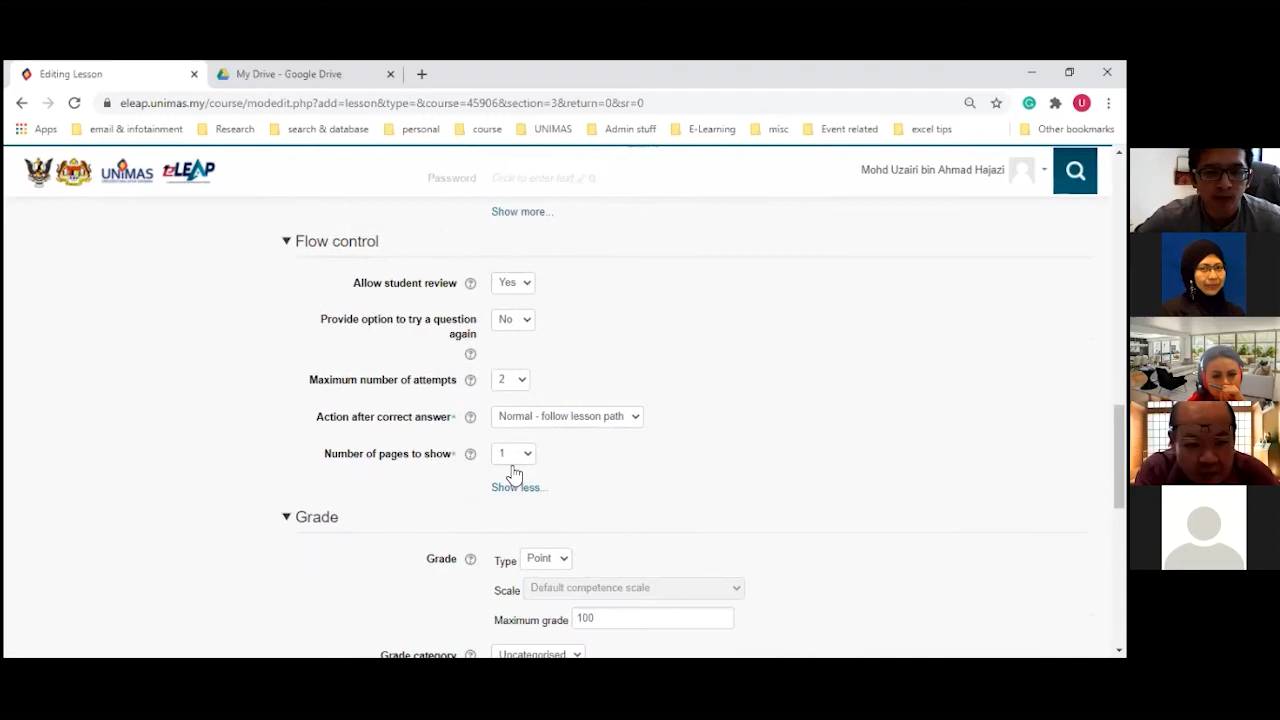 Editing Lesson
My Drive - Google Drive
eleap.unimas.my/course/modedit.php?add=lesson&type=&course=45906&section=3&return=0&sr=0
Apps email & infotainment Research search & database personal course UNIMAS Admin stuff E-Learning misc Event related excel tips Other bookmarks
UNIMAS eLEAP Mohd Uzairi bin Ahmad Hajazi
Password Click to enter text
Show more...
Flow control
Allow student review Yes
Provide option to try a question again No
Maximum number of attempts 2
Action after correct answer* Normal - follow lesson path
Number of pages to show* 1
Show less...
Grade
Grade Type Point
Scale Default competence scale
Maximum grade 100
Grade category Uncategorised